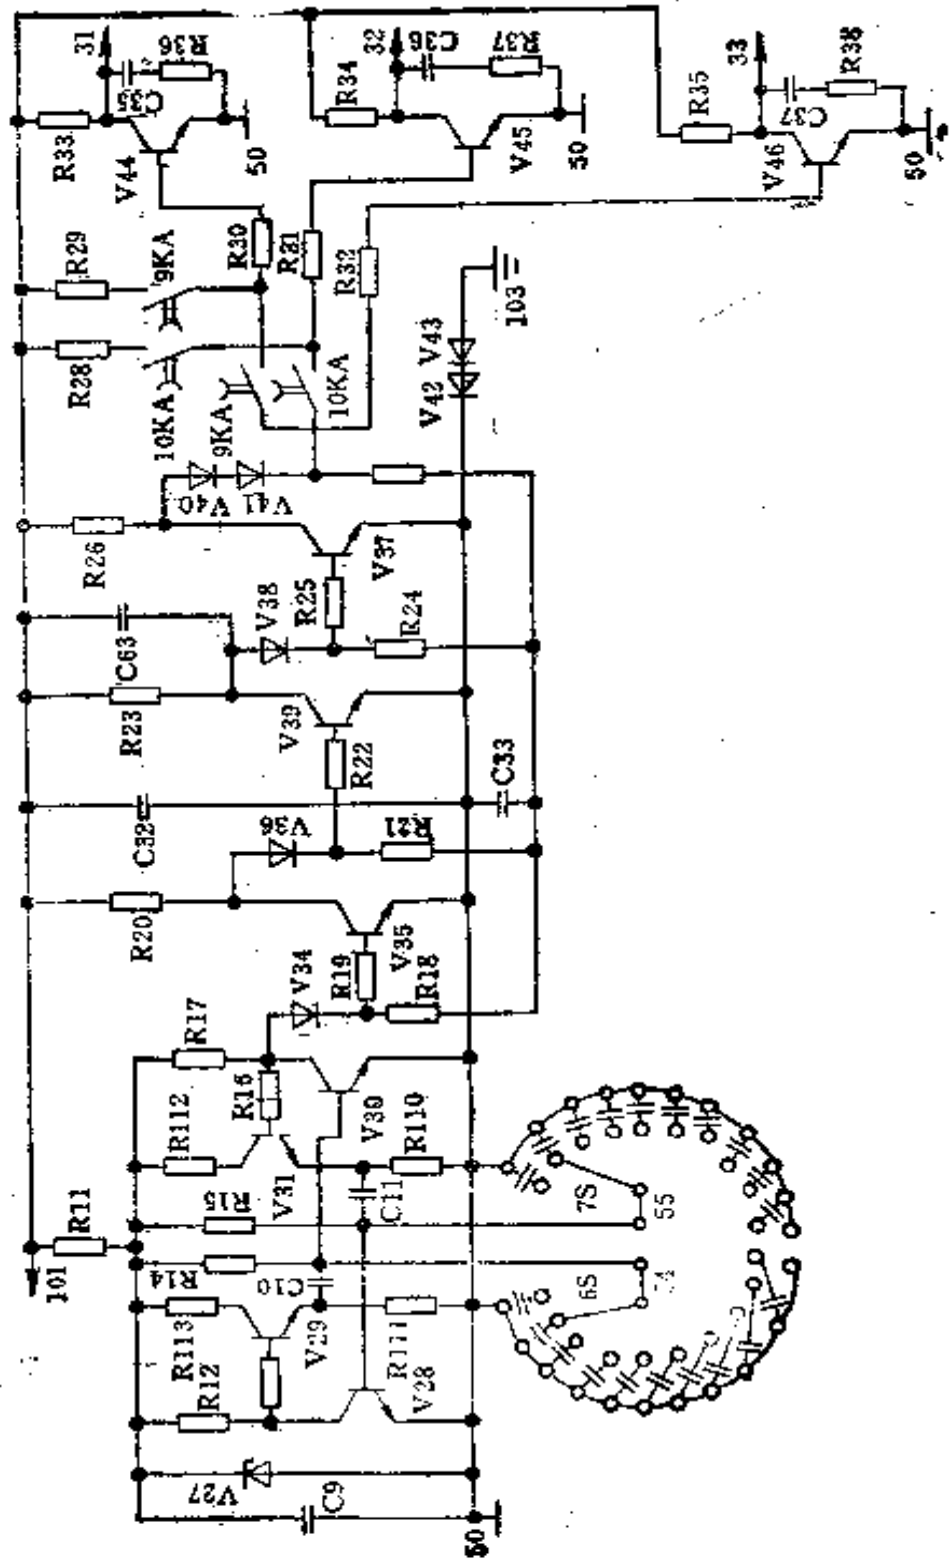 31
R36
C35
R33
V44
50
32
C36
R37
R34
V45
50
33
R38
C37
R35
V46
50
R29
9KA
R28
10KA
R30
R31
R32
103
V43
V42
9KA
10KA
V40
V41
R26
V37
R25
V38
R24
C63
R23
V39
R22
C33
C32
V36
R21
R20
V35
R19
V34
R18
R17
R16
R112
V30
R110
V31
R15
C11
R11
101
R14
C10
7S
55
6S
R113
V29
R111
R12
V28
V27
C9
50